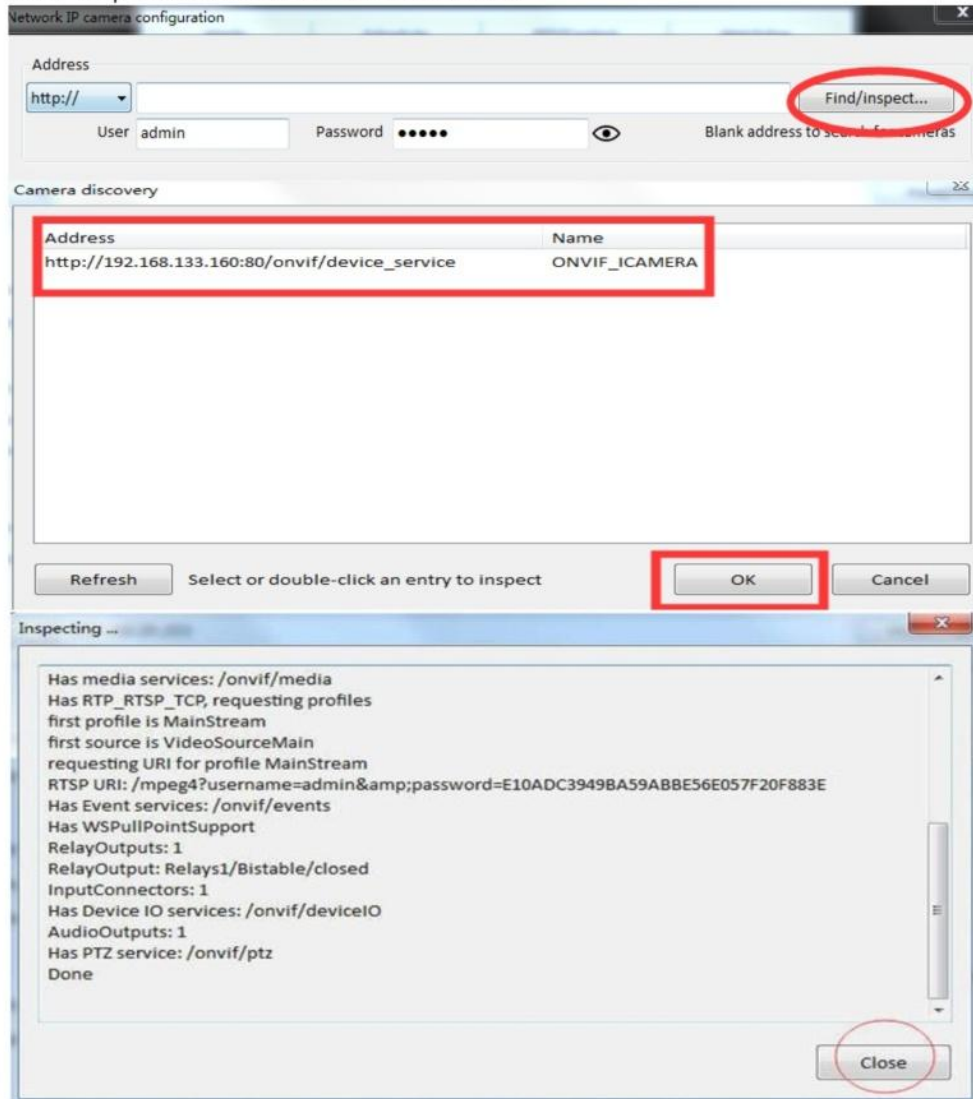 Network IP camera configuration
Address
http://
Find/inspect...
User admin Password ●●●●● Blank address to search for cameras
Camera discovery
Address Name
http://192.168.133.160:80/onvif/device_service ONVIF_ICAMERA
Refresh Select or double-click an entry to inspect OK Cancel
Inspecting ...
Has media services: /onvif/media
Has RTP_RTSP_TCP, requesting profiles
first profile is MainStream
first source is VideoSourceMain
requesting URI for profile MainStream
RTSP URI: /mpeg4?username=admin&amp;password=E10ADC3949BA59ABBE56E057F20F883E
Has Event services: /onvif/events
Has WSPullPointSupport
RelayOutputs: 1
RelayOutput: Relays1/Bistable/closed
InputConnectors: 1
Has Device IO services: /onvif/deviceIO
AudioOutputs: 1
Has PTZ service: /onvif/ptz
Done
Close